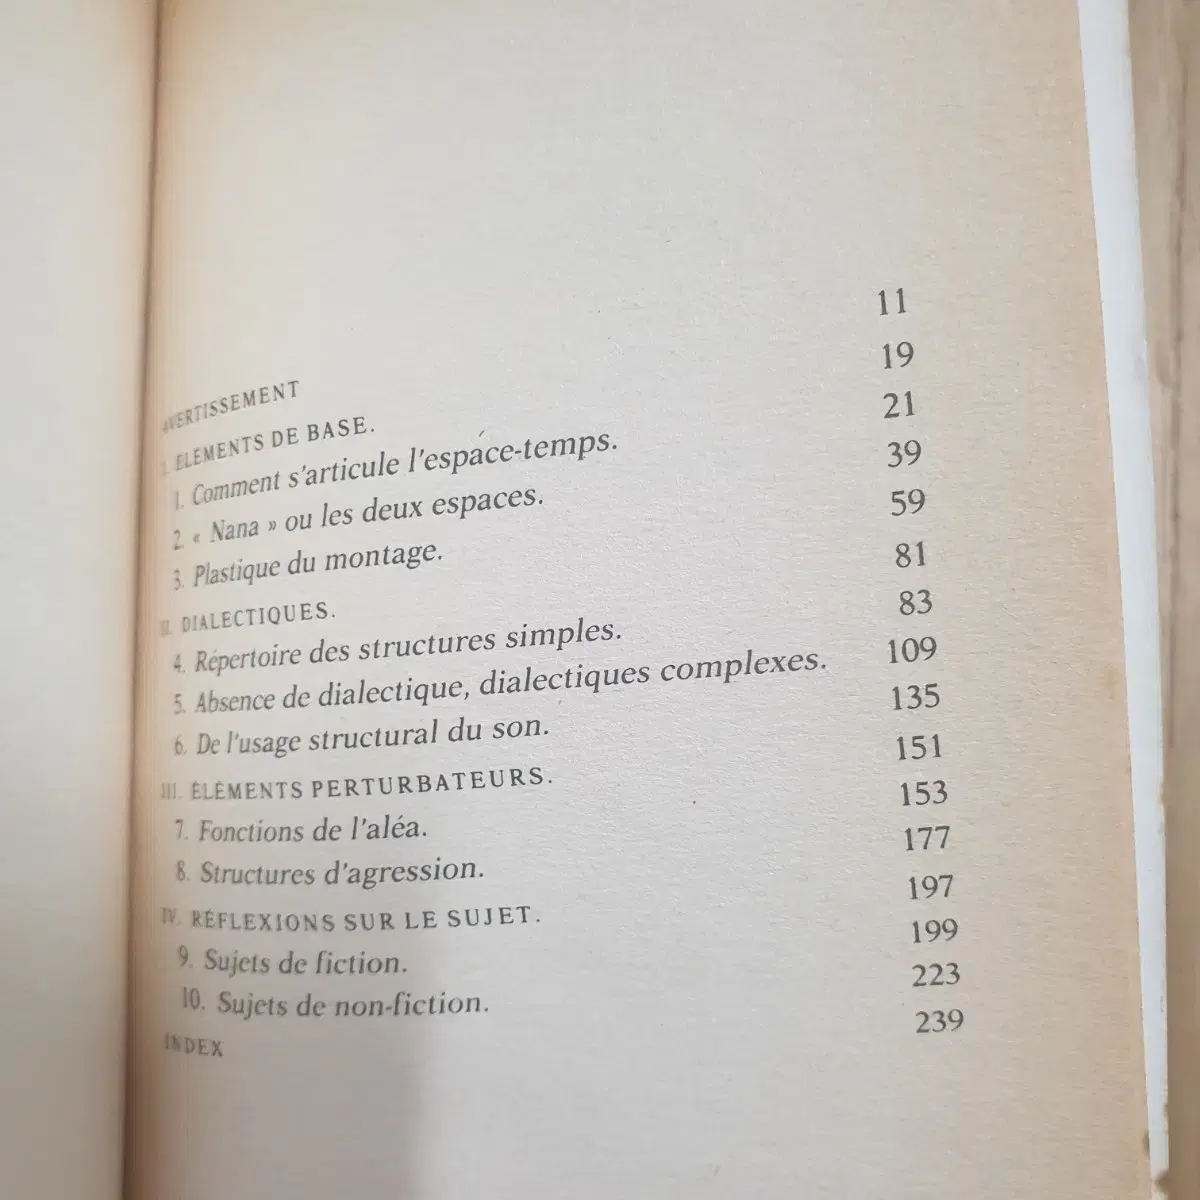 AVERTISSEMENT 11
I. ÉLÉMENTS DE BASE. 19
1. Comment s'articule l'espace-temps. 21
2. « Nana » ou les deux espaces. 39
3. Plastique du montage. 59
II. DIALECTIQUES. 81
4. Répertoire des structures simples. 83
5. Absence de dialectique, dialectiques complexes. 109
6. De l'usage structural du son. 135
III. ÉLÉMENTS PERTURBATEURS. 151
7. Fonctions de l'aléa. 153
8. Structures d'agression. 177
IV. RÉFLEXIONS SUR LE SUJET. 197
9. Sujets de fiction. 199
10. Sujets de non-fiction. 223
INDEX 239